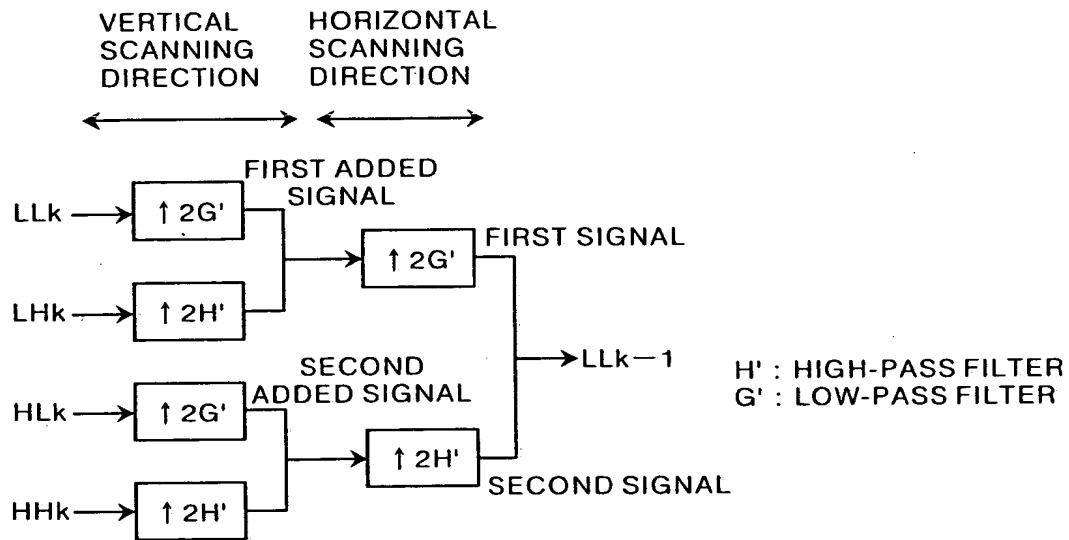 VERTICAL
SCANNING
DIRECTION
HORIZONTAL
SCANNING
DIRECTION
FIRST ADDED
SIGNAL
LLk
↑ 2G'
LHk
↑ 2H'
↑ 2G'
FIRST SIGNAL
SECOND
ADDED SIGNAL
HLk
↑ 2G'
HHk
↑ 2H'
↑ 2H'
SECOND SIGNAL
LLk-1
H' : HIGH-PASS FILTER
G' : LOW-PASS FILTER